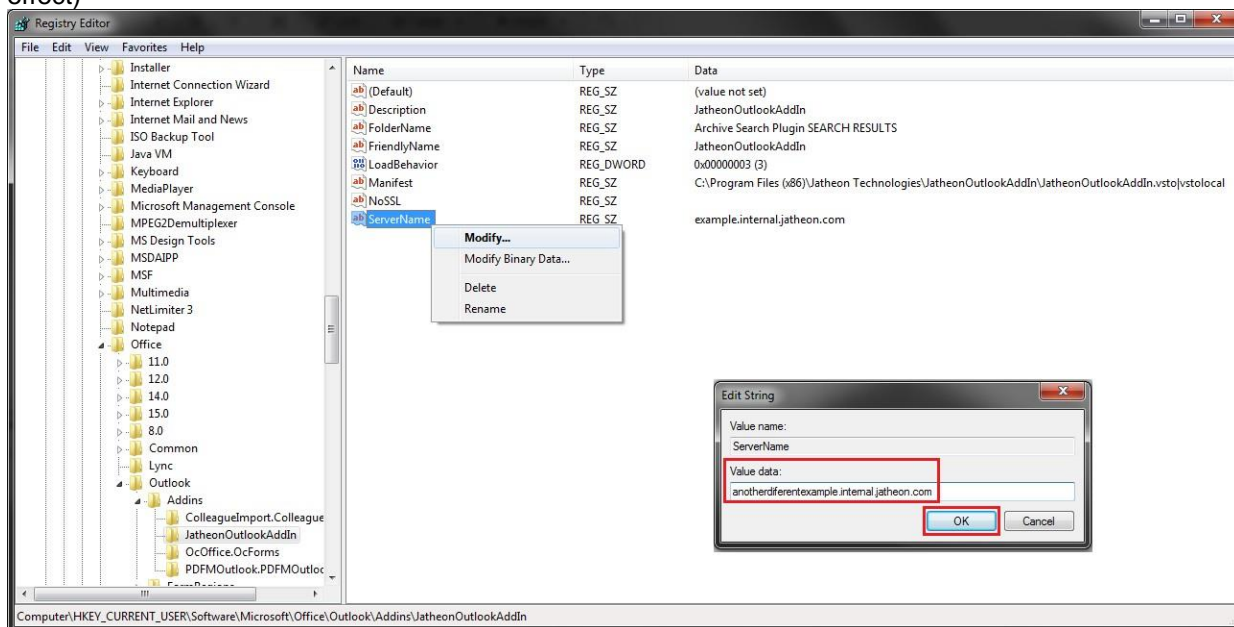 effect)
Registry Editor
File Edit View Favorites Help
Installer
Internet Connection Wizard
Internet Explorer
Internet Mail and News
ISO Backup Tool
Java VM
Keyboard
MediaPlayer
Microsoft Management Console
MPEG2Demultiplexer
MS Design Tools
MSDAIPP
MSF
Multimedia
NetLimiter 3
Notepad
Office
11.0
12.0
14.0
15.0
8.0
Common
Lync
Outlook
Addins
ColleagueImport.Colleague
JatheonOutlookAddIn
OcOffice.OcForms
PDFMOutlook.PDFMOutloc
Name Type Data
(Default) REG_SZ (value not set)
Description REG_SZ JatheonOutlookAddIn
FolderName REG_SZ Archive Search Plugin SEARCH RESULTS
FriendlyName REG_SZ JatheonOutlookAddIn
LoadBehavior REG_DWORD 0x00000003 (3)
Manifest REG_SZ C:\Program Files (x86)\Jatheon Technologies\JatheonOutlookAddIn\JatheonOutlookAddIn.vsto|vstolocal
NoSSL REG_SZ
ServerName REG_SZ example.internal.jatheon.com
Modify...
Modify Binary Data...
Delete
Rename
Edit String
Value name:
ServerName
Value data:
anotherdiferentexample.internal.jatheon.com
OK Cancel
Computer\HKEY_CURRENT_USER\Software\Microsoft\Office\Outlook\Addins\JatheonOutlookAddIn